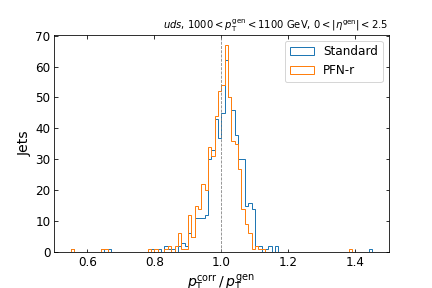 uds, 1000 < p_T^gen < 1100 GeV, 0 < |η^gen| < 2.5
Standard
PFN-r
Jets
70
60
50
40
30
20
10
0
0.6 0.8 1.0 1.2 1.4
p_T^corr / p_T^gen